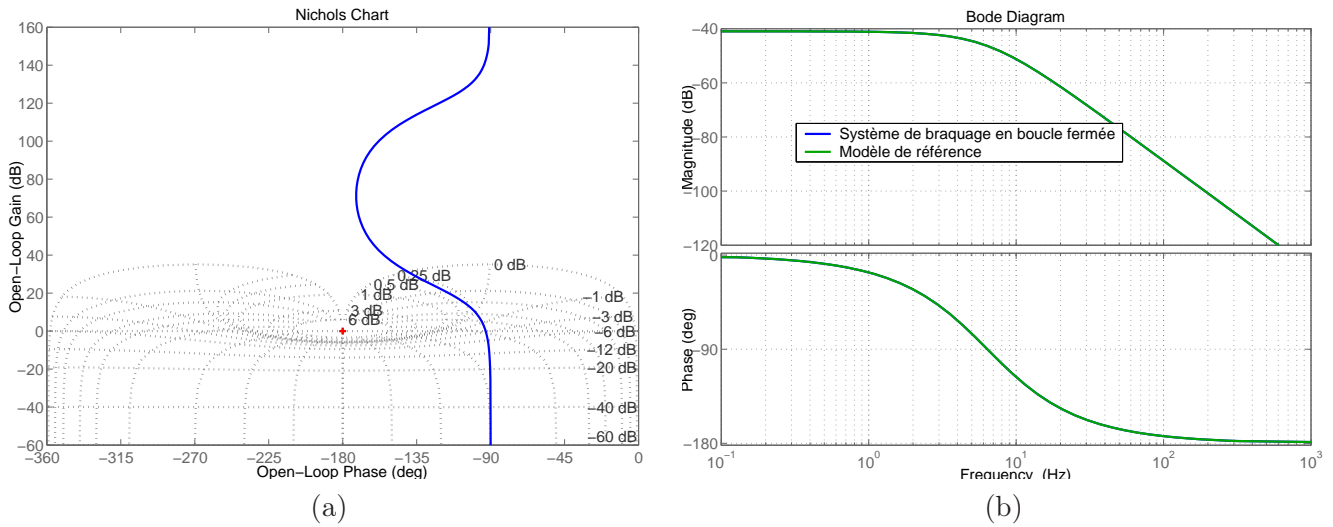 Nichols Chart
Open−Loop Gain (dB)
160
140
120
100
80
60
40
20
0
−20
−40
−60
0 dB
0.25 dB
0.5 dB
1 dB
3 dB
6 dB
−1 dB
−3 dB
−6 dB
−12 dB
−20 dB
−40 dB
−60 dB
−360
−315
−270
−225
−180
−135
−90
−45
0
Open−Loop Phase (deg)
(a)
Bode Diagram
Magnitude (dB)
−40
−60
−80
−100
−120
Système de braquage en boucle fermée
Modèle de référence
Phase (deg)
0
−90
−180
10⁻¹
10⁰
10¹
10²
10³
Frequency (Hz)
(b)